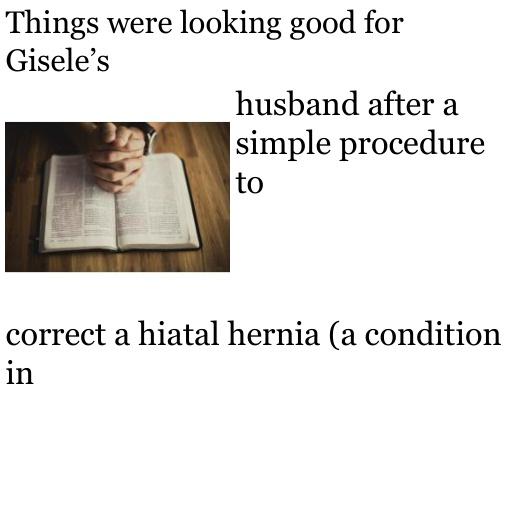 Things were looking good for
Gisele’s
husband after a
simple procedure
to
correct a hiatal hernia (a condition
in